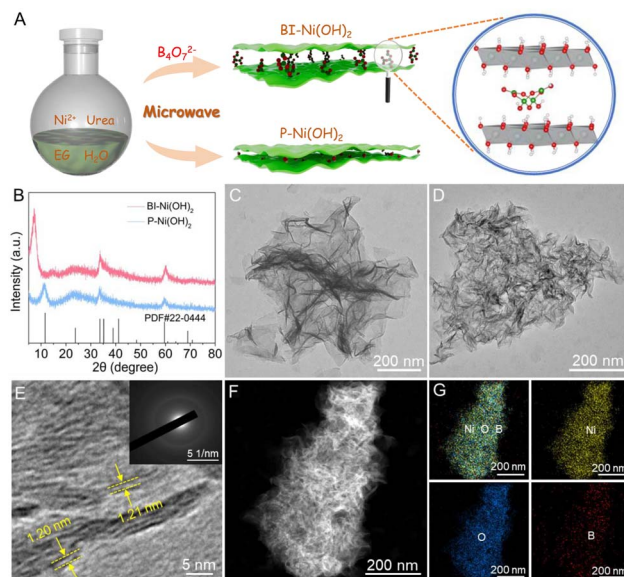 A
B₄O₇²⁻
BI-Ni(OH)₂
Ni²⁺ Urea
Microwave
EG H₂O
P-Ni(OH)₂
B
BI-Ni(OH)₂
P-Ni(OH)₂
Intensity (a.u.)
PDF#22-0444
10 20 30 40 50 60 70 80
2θ (degree)
C
200 nm
D
200 nm
E
5 1/nm
1.20 nm
1.21 nm
5 nm
F
200 nm
G
Ni O B
200 nm
Ni
200 nm
O
200 nm
B
200 nm